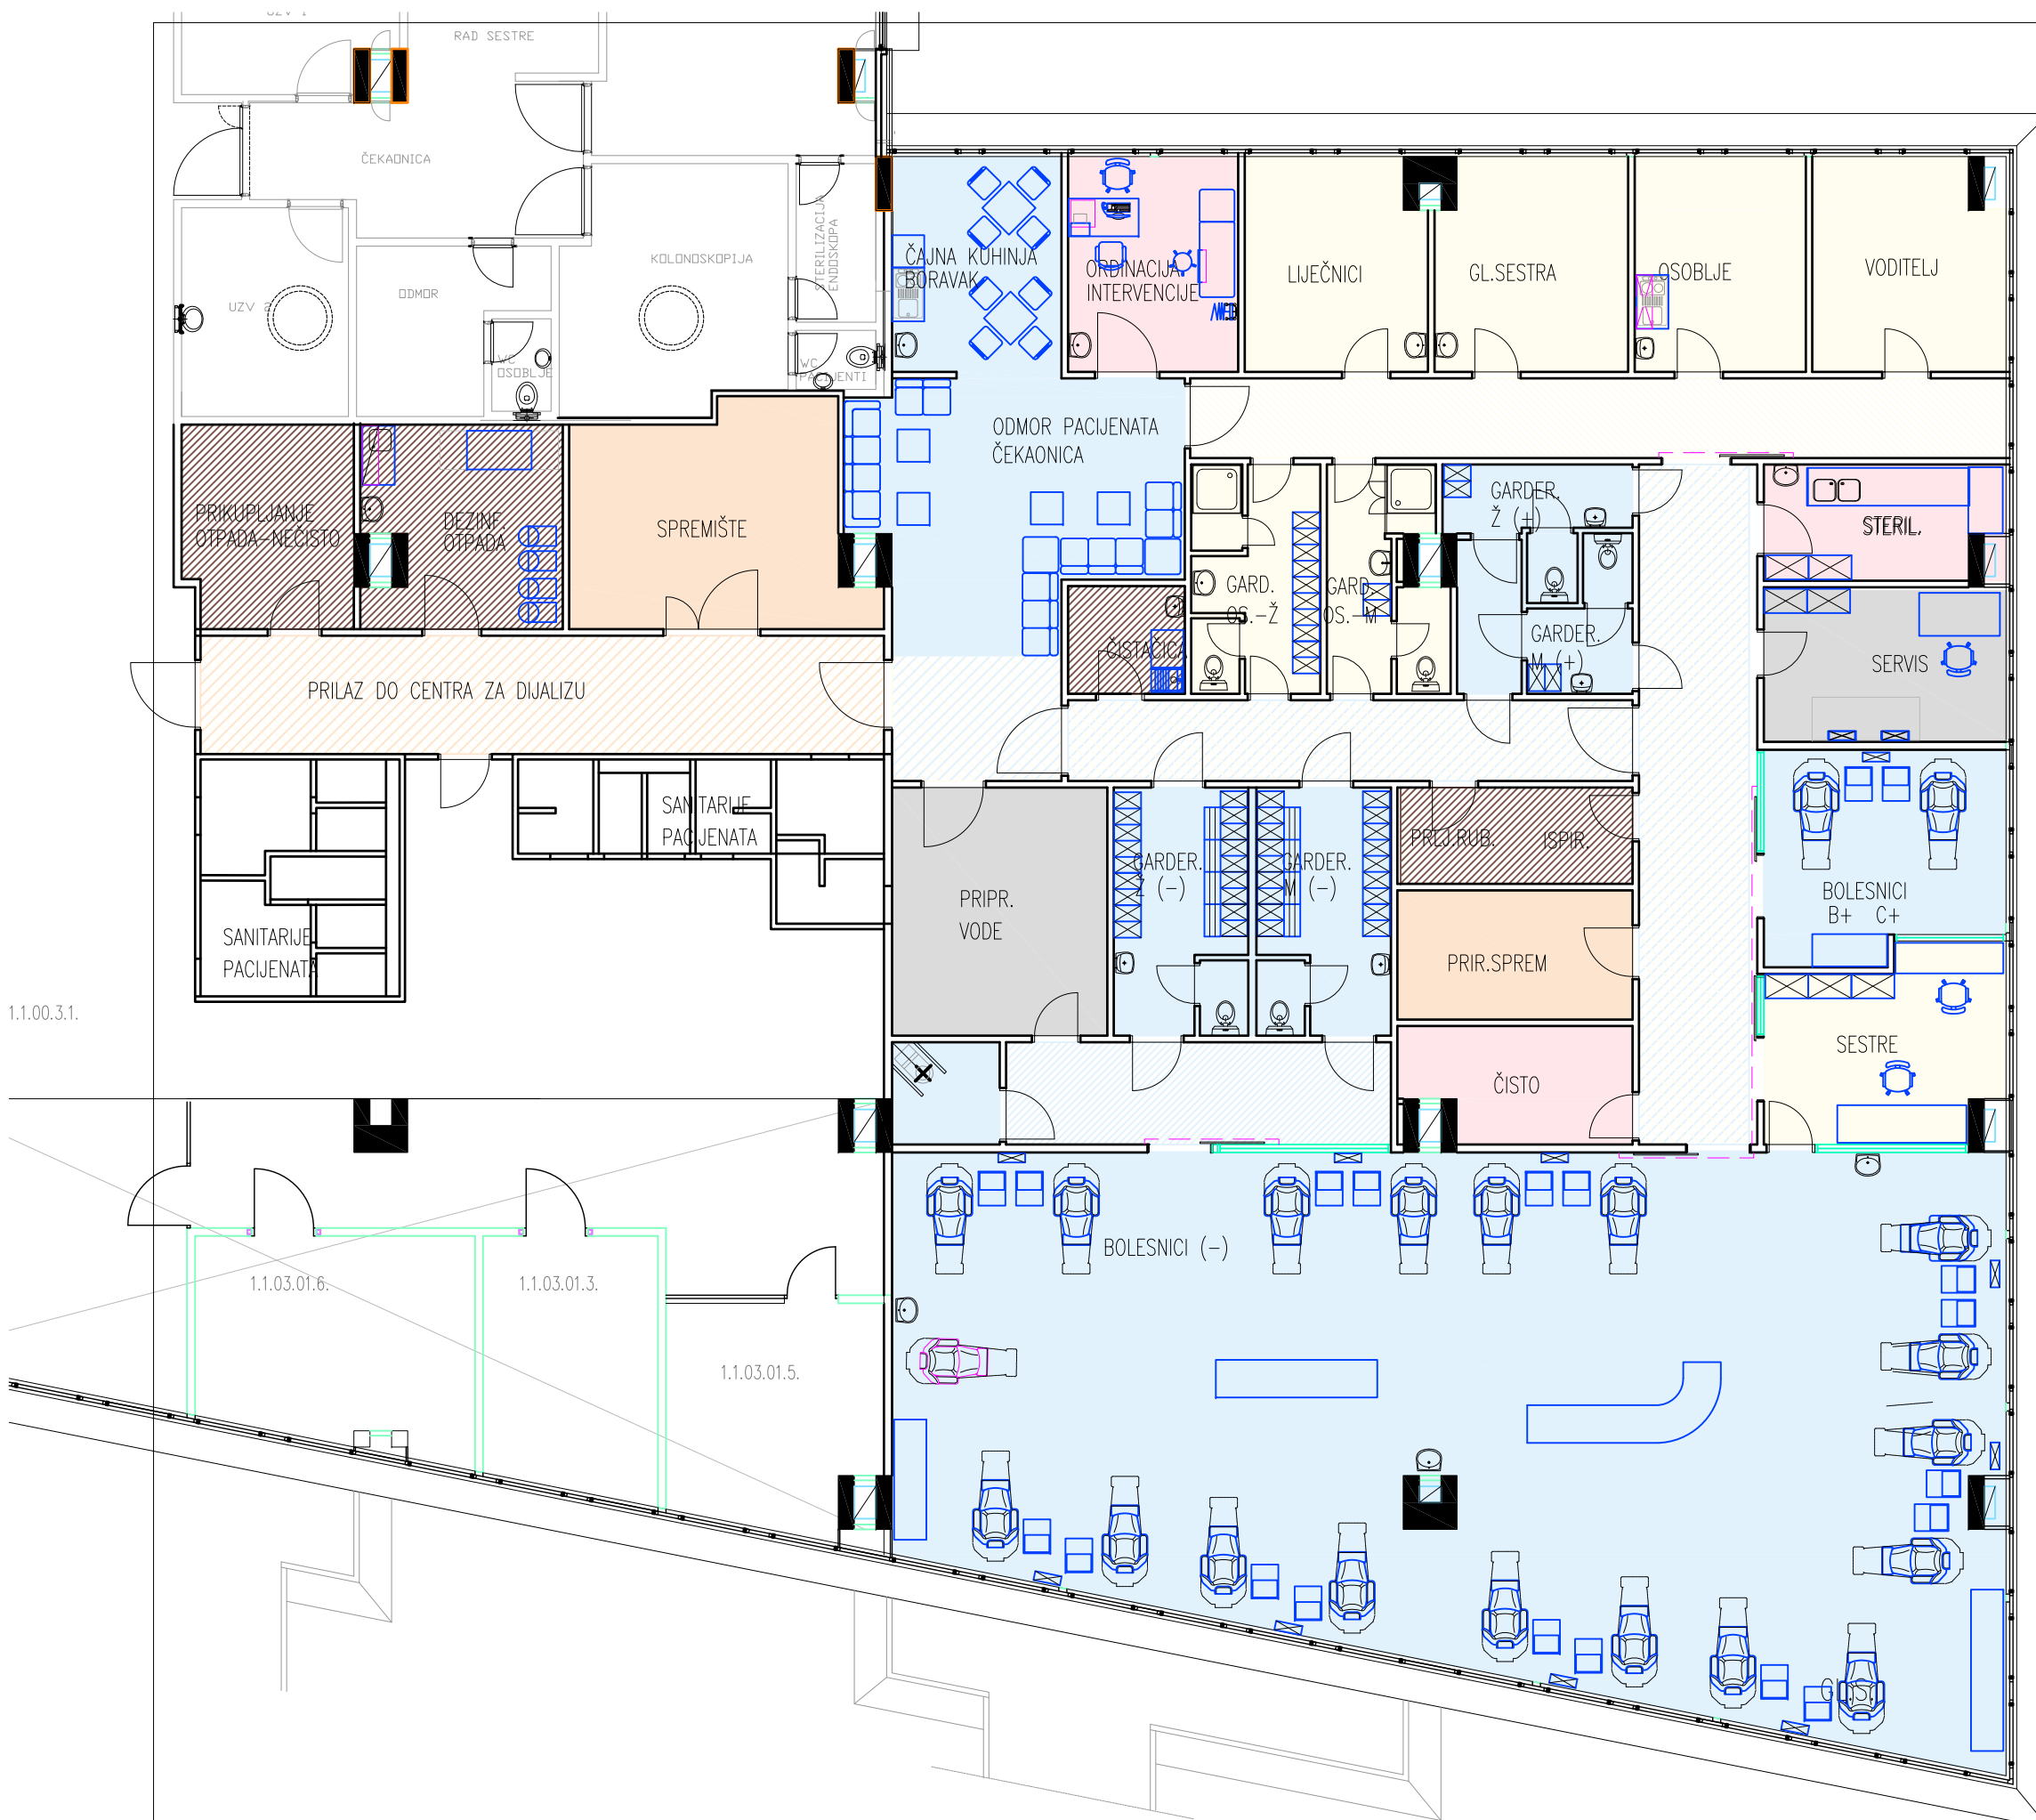 RAD SESTRE
ČEKAONICA
STERILIZACIJA
ENDOSKOPA
KOLONOSKOPIJA
ODMOR
UZV 2
WC
OSOBLJE
WC
PACIJENTI
ČAJNA KUHINJA
BORAVAK
ORDINACIJA
INTERVENCIJE
LIJEČNICI
GL.SESTRA
OSOBLJE
VODITELJ
ODMOR PACIJENATA
ČEKAONICA
PRIKUPLJANJE
OTPADA-NEČISTO
DEZINF.
OTPADA
SPREMIŠTE
GARDER.
Ž (+)
STERIL.
GARD.
OS.-Ž
GARD.
OS.-M
GARDER.
M (+)
ČISTAČICA
SERVIS
PRILAZ DO CENTRA ZA DIJALIZU
SANITARIJE
PACIJENATA
SANITARIJE
PACIJENATA
PRIPR.
VODE
GARDER.
Ž (-)
GARDER.
M (-)
PRLJ.RUB.
ISPIR.
BOLESNICI
B+ C+
PRIR.SPREM
SESTRE
ČISTO
1.1.00.3.1.
BOLESNICI (-)
1.1.03.01.6.
1.1.03.01.3.
1.1.03.01.5.